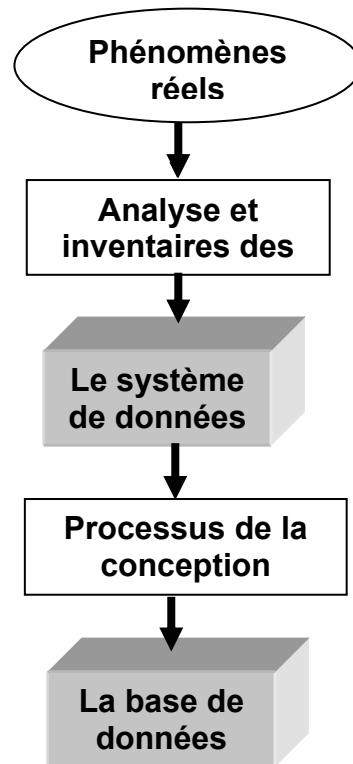 Phénomènes
réels
Analyse et
inventaires des
Le système
de données
Processus de la
conception
La base de
données